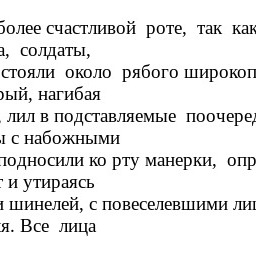 более счастливой роте, так как
а, солдаты,
стояли около рябого широкоп
рый, нагибая
, лил в подставляемые поочеред
ы с набожными
подносили ко рту манерки, опр
т и утираясь
и шинелей, с повеселевшими ли
я. Все лица